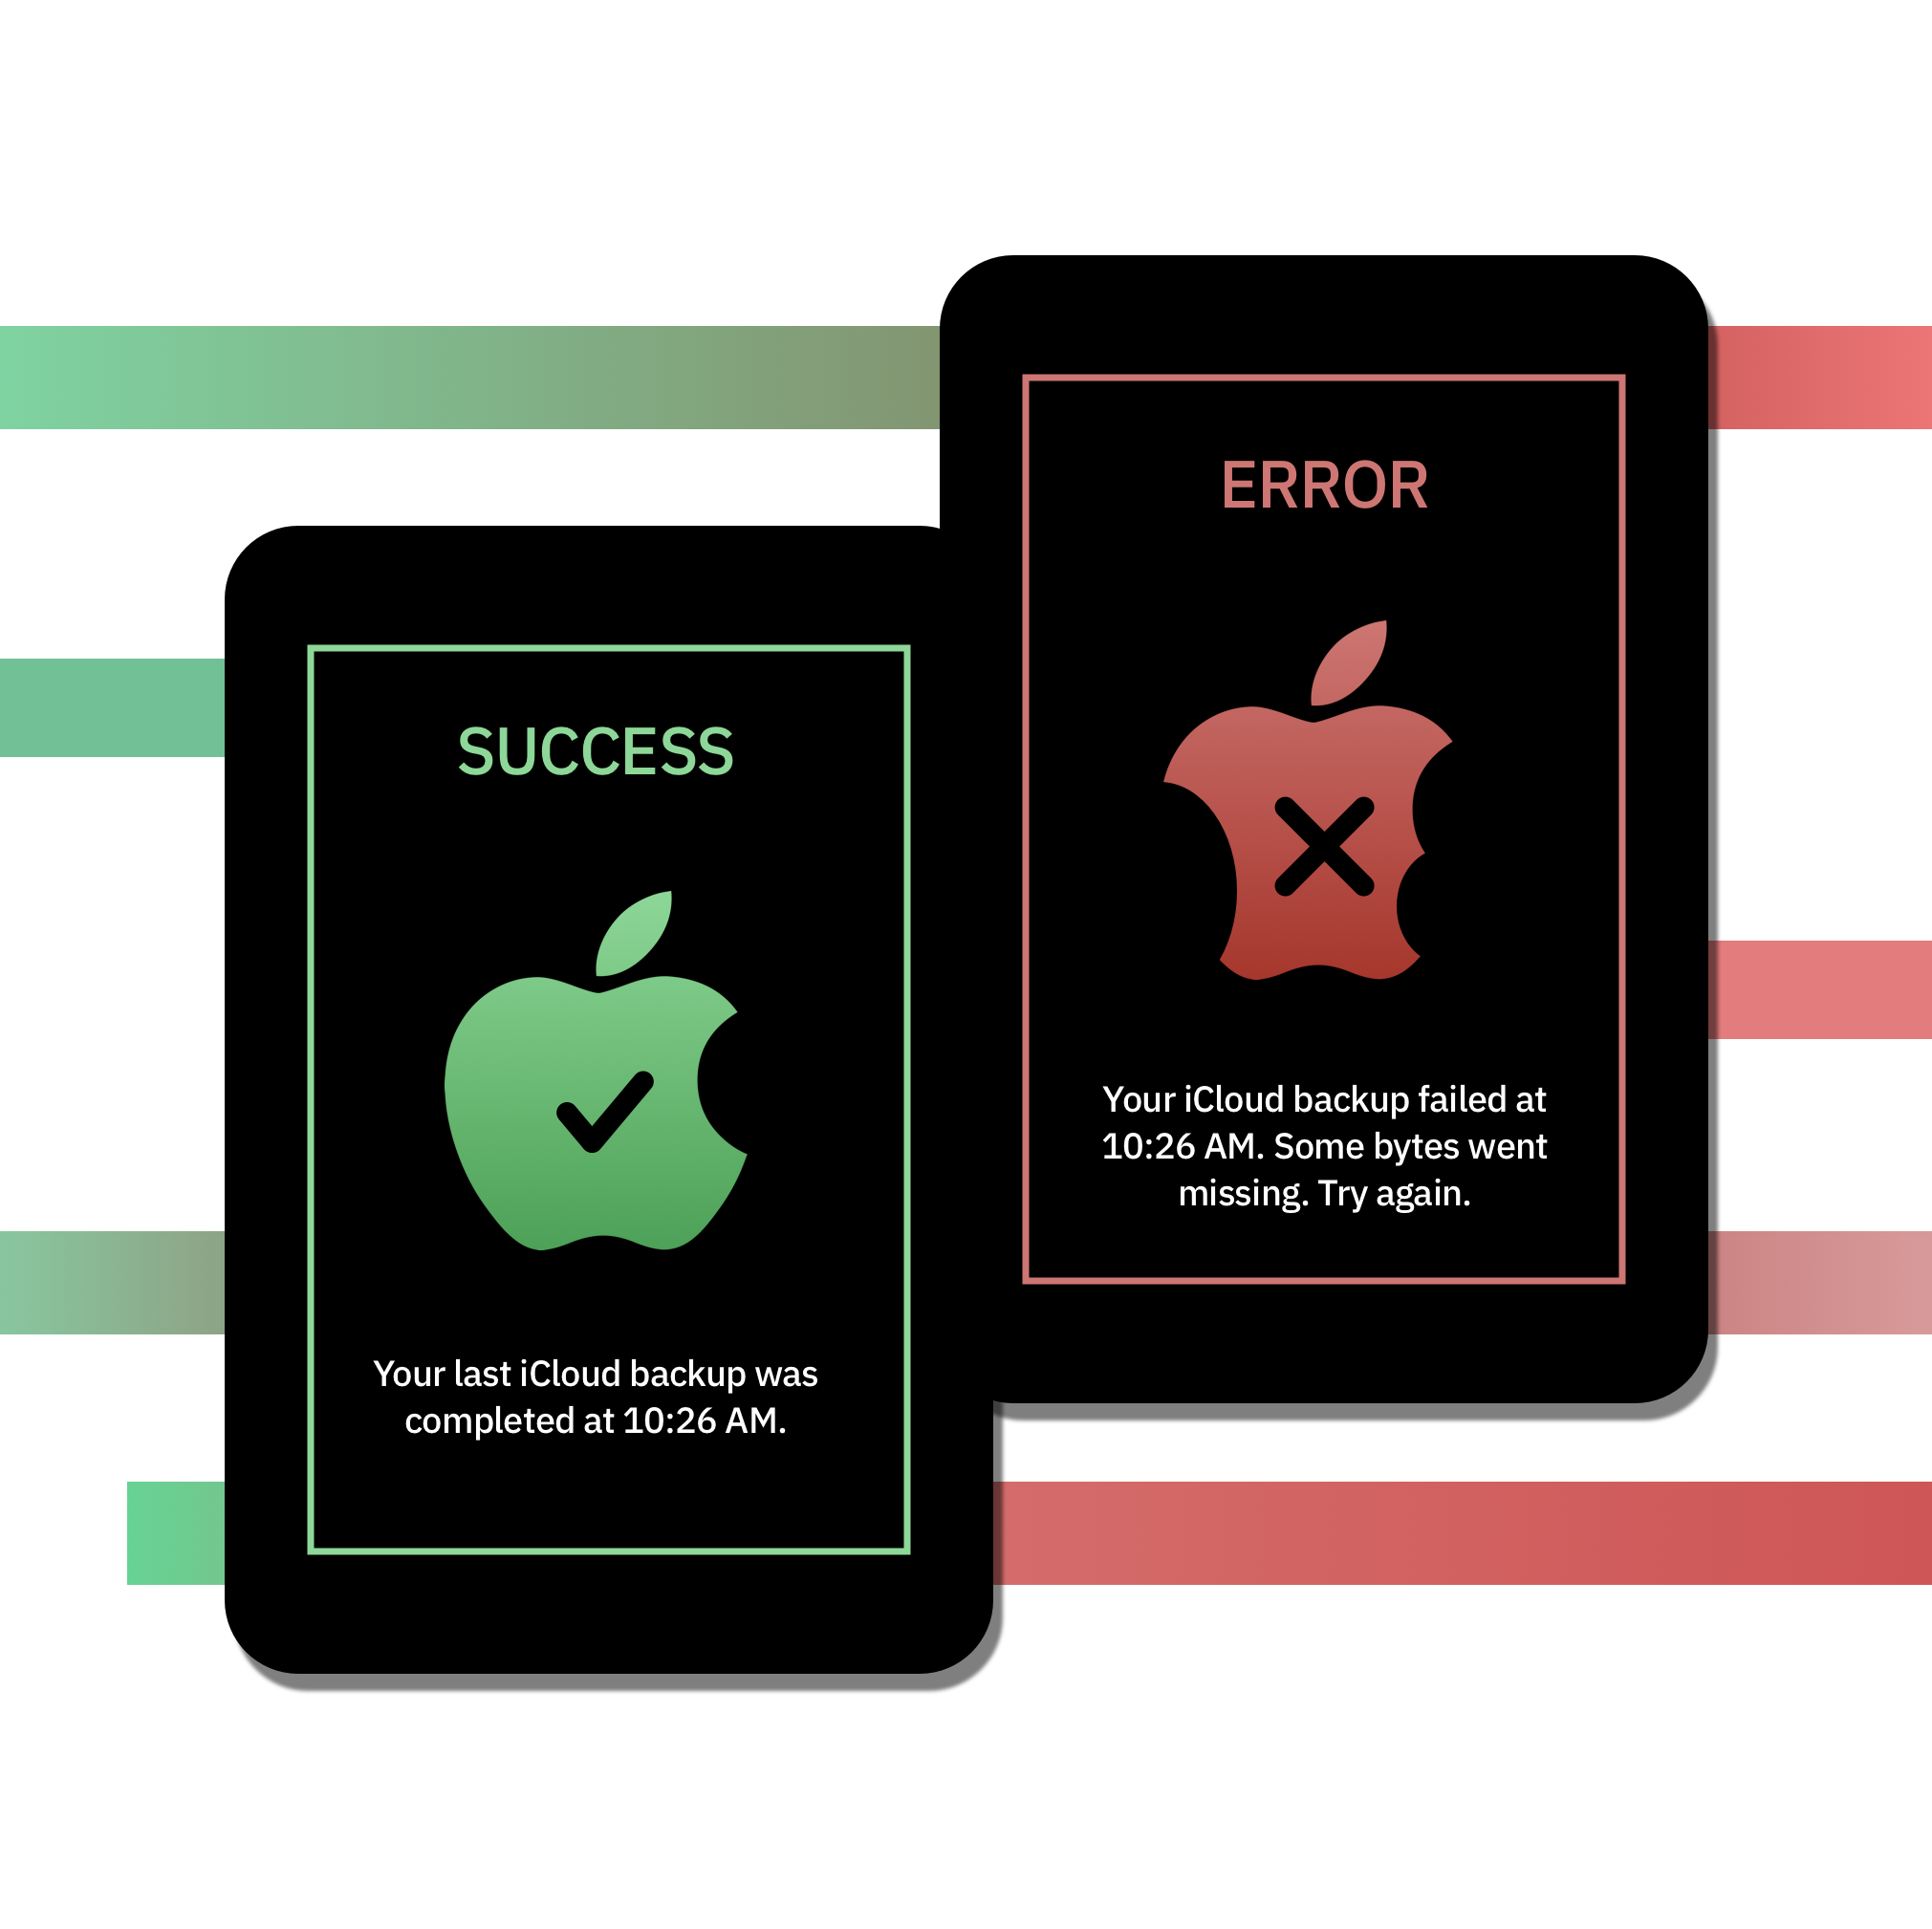 SUCCESS
Your last iCloud backup was
completed at 10:26 AM.
ERROR
Your iCloud backup failed at
10:26 AM. Some bytes went
missing. Try again.